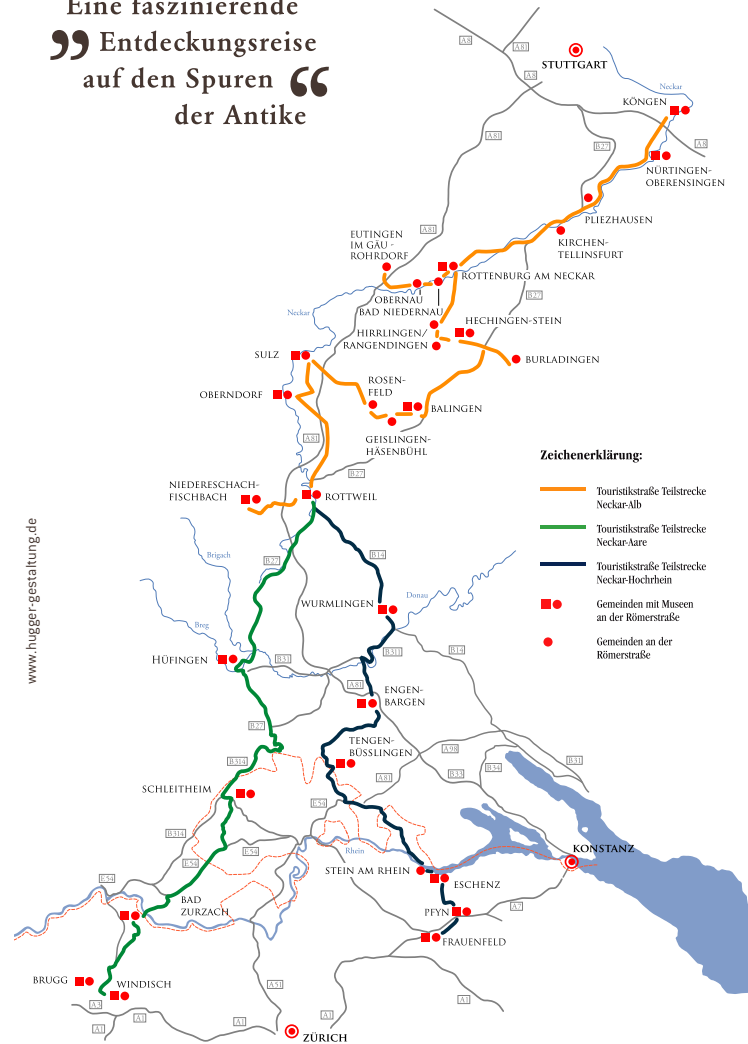 Eine faszinierende
„ Entdeckungsreise
auf den Spuren “
der Antike
A8
A81
A8
STUTTGART
Neckar
KÖNGEN
A81
B27
A8
NÜRTINGEN-
OBERENSINGEN
PLIEZHAUSEN
A81
EUTINGEN
IM GÄU -
ROHRDORF
KIRCHEN-
TELLINSFURT
ROTTENBURG AM NECKAR
OBERNAU
BAD NIEDERNAU
B27
Neckar
HECHINGEN-STEIN
HIRRLINGEN/
RANGENDINGEN
SULZ
BURLADINGEN
OBERNDORF
ROSEN-
FELD
BALINGEN
A81
GEISLINGEN-
HÄSENBÜHL
B27
NIEDERESCHACH-
FISCHBACH
ROTTWEIL
Zeichenerklärung:
Touristikstraße Teilstrecke
Neckar-Alb
Touristikstraße Teilstrecke
Neckar-Aare
Touristikstraße Teilstrecke
Neckar-Hochrhein
Gemeinden mit Museen
an der Römerstraße
Gemeinden an der
Römerstraße
www.hugger-gestaltung.de
Brigach
B27
B14
WURMLINGEN
Donau
Breg
HÜFINGEN
B31
B311
B14
A81
ENGEN-
BARGEN
B27
TENGEN-
BÜSSLINGEN
A98
B314
A81
B33
B34
B31
SCHLEITHEIM
E54
B314
E54
Rhein
KONSTANZ
E54
E54
STEIN AM RHEIN
ESCHENZ
BAD
ZURZACH
PFYN
A7
FRAUENFELD
BRUGG
WINDISCH
A51
A3
A1
A1
A1
A1
A1
ZÜRICH